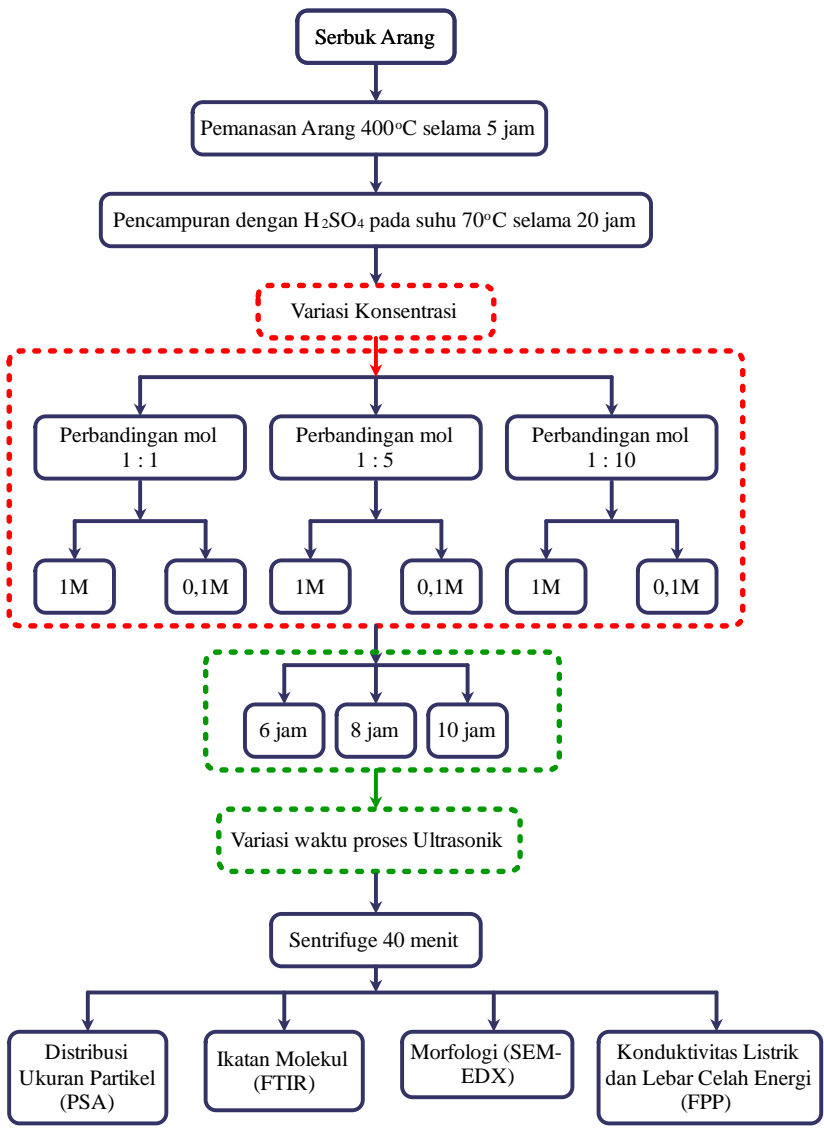 Serbuk Arang
Pemanasan Arang 400°C selama 5 jam
Pencampuran dengan H₂SO₄ pada suhu 70°C selama 20 jam
Variasi Konsentrasi
Perbandingan mol
1 : 1
Perbandingan mol
1 : 5
Perbandingan mol
1 : 10
1M
0,1M
1M
0,1M
1M
0,1M
6 jam
8 jam
10 jam
Variasi waktu proses Ultrasonik
Sentrifuge 40 menit
Distribusi
Ukuran Partikel
(PSA)
Ikatan Molekul
(FTIR)
Morfologi (SEM-
EDX)
Konduktivitas Listrik
dan Lebar Celah Energi
(FPP)